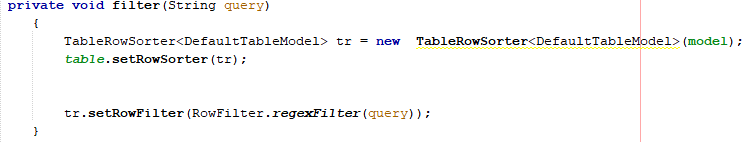 private void filter(String query)
{
TableRowSorter<DefaultTableModel> tr = new  TableRowSorter<DefaultTableModel>(model);
table.setRowSorter(tr);
tr.setRowFilter(RowFilter.regexFilter(query));
}